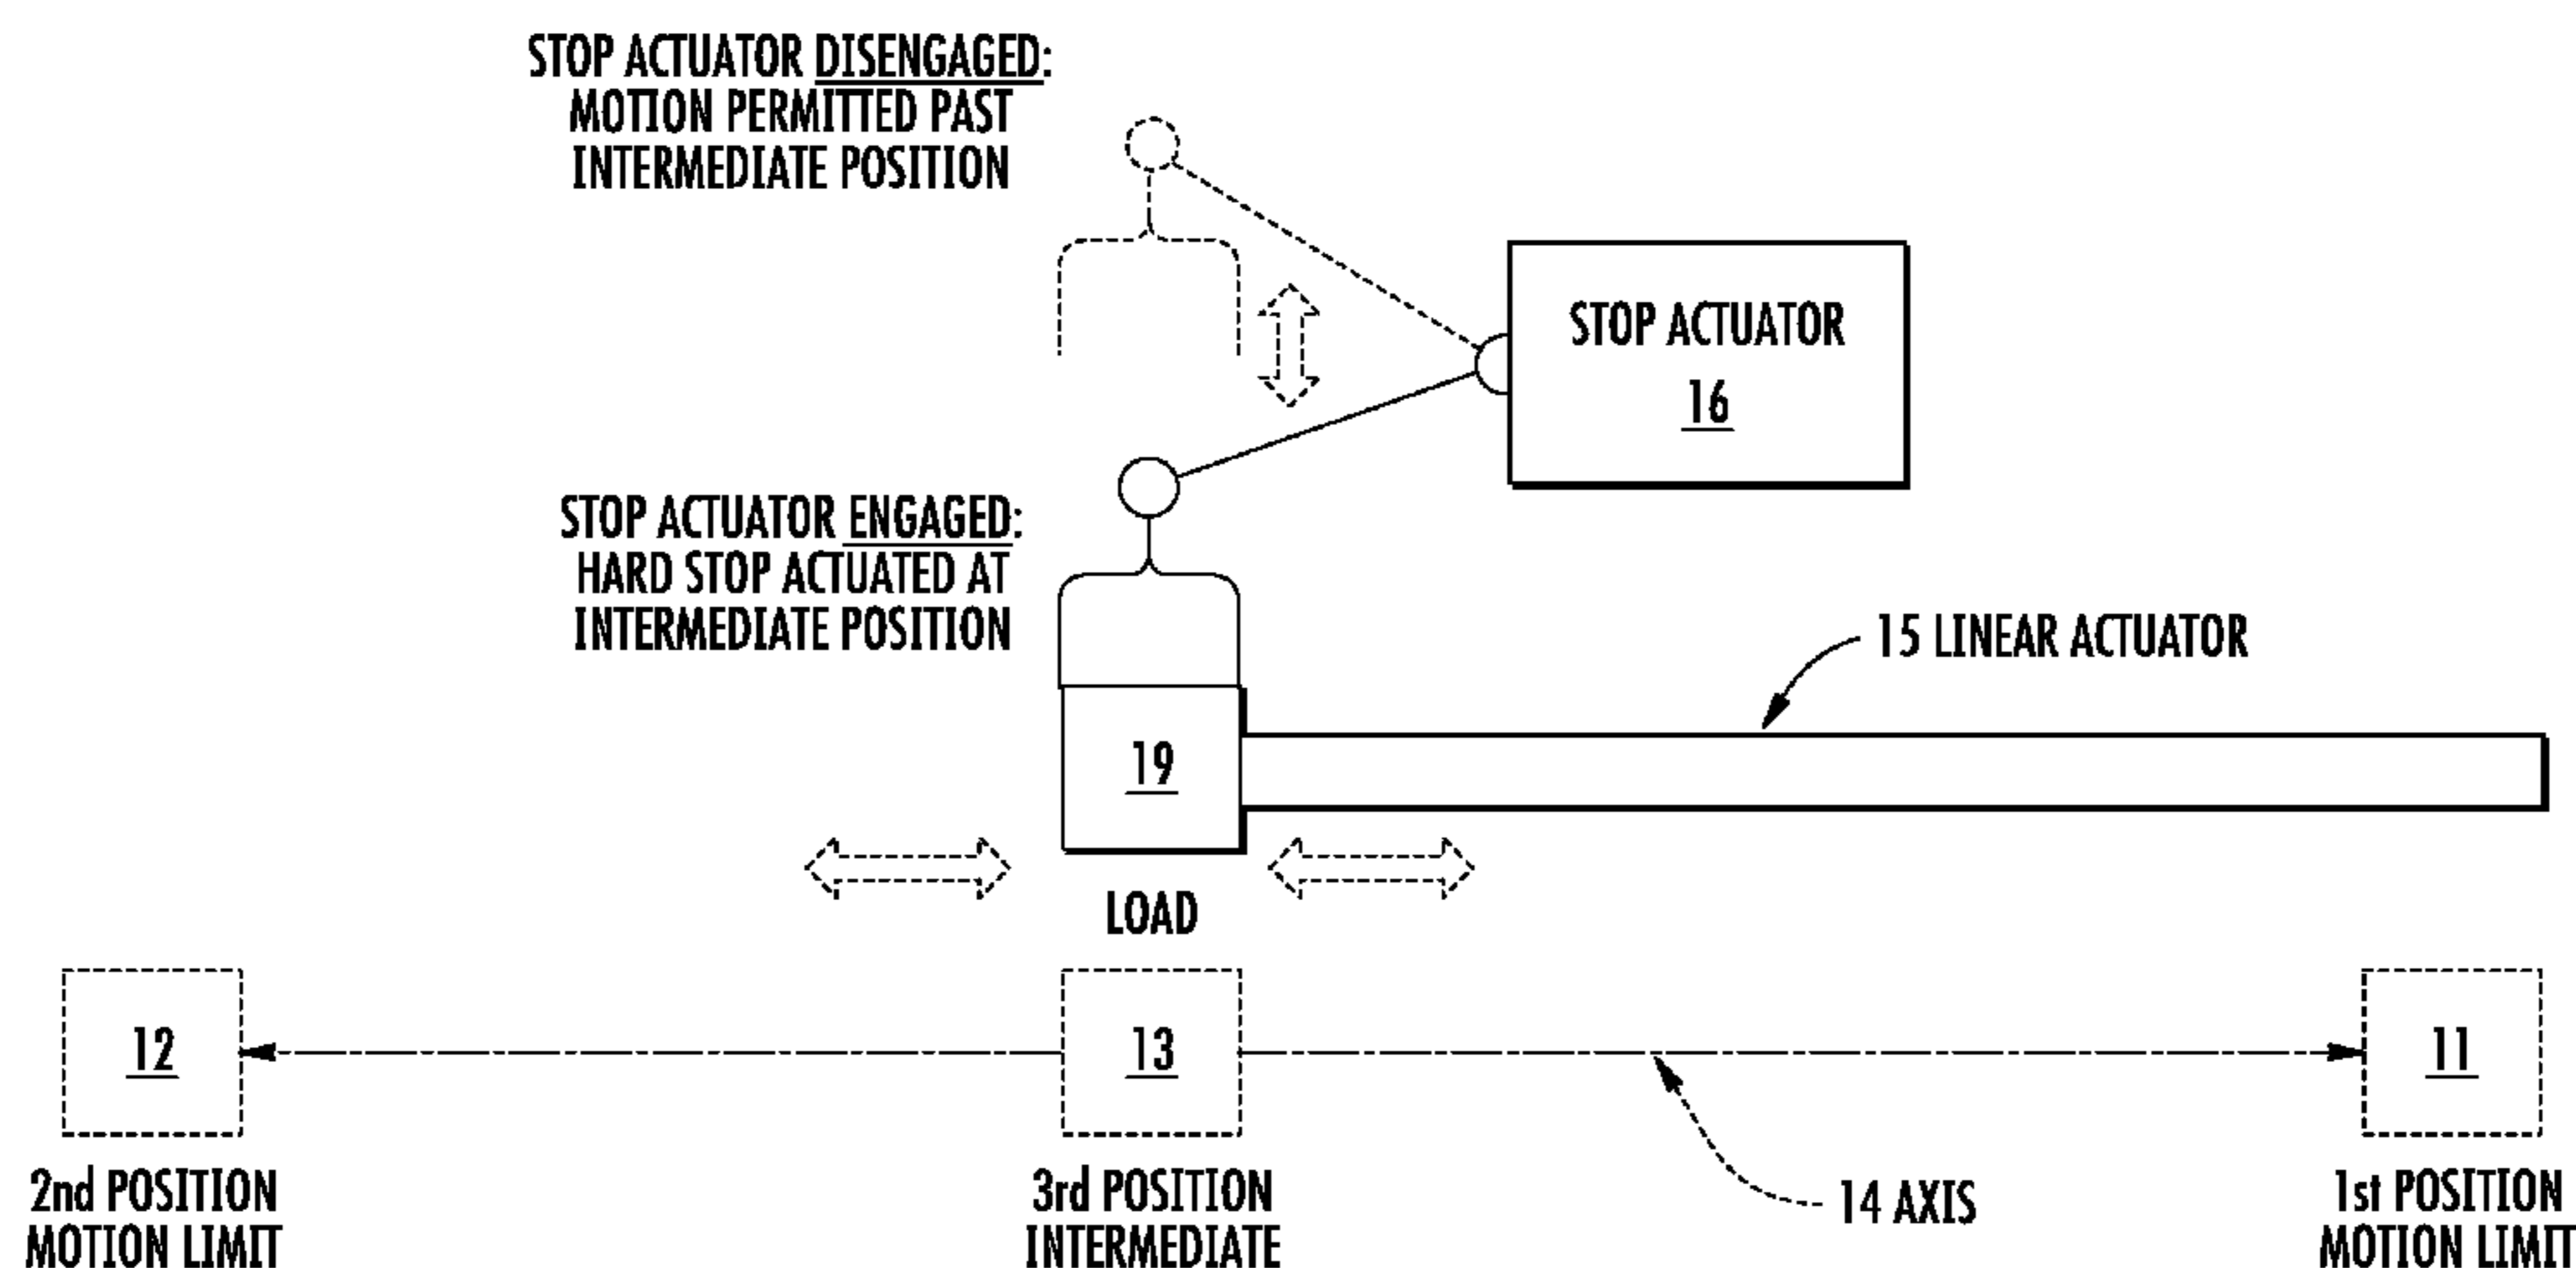 STOP ACTUATOR DISENGAGED:
MOTION PERMITTED PAST
INTERMEDIATE POSITION
STOP ACTUATOR
16
STOP ACTUATOR ENGAGED:
HARD STOP ACTUATED AT
INTERMEDIATE POSITION
15 LINEAR ACTUATOR
19
LOAD
12
13
11
2nd POSITION
MOTION LIMIT
3rd POSITION
INTERMEDIATE
14 AXIS
1st POSITION
MOTION LIMIT